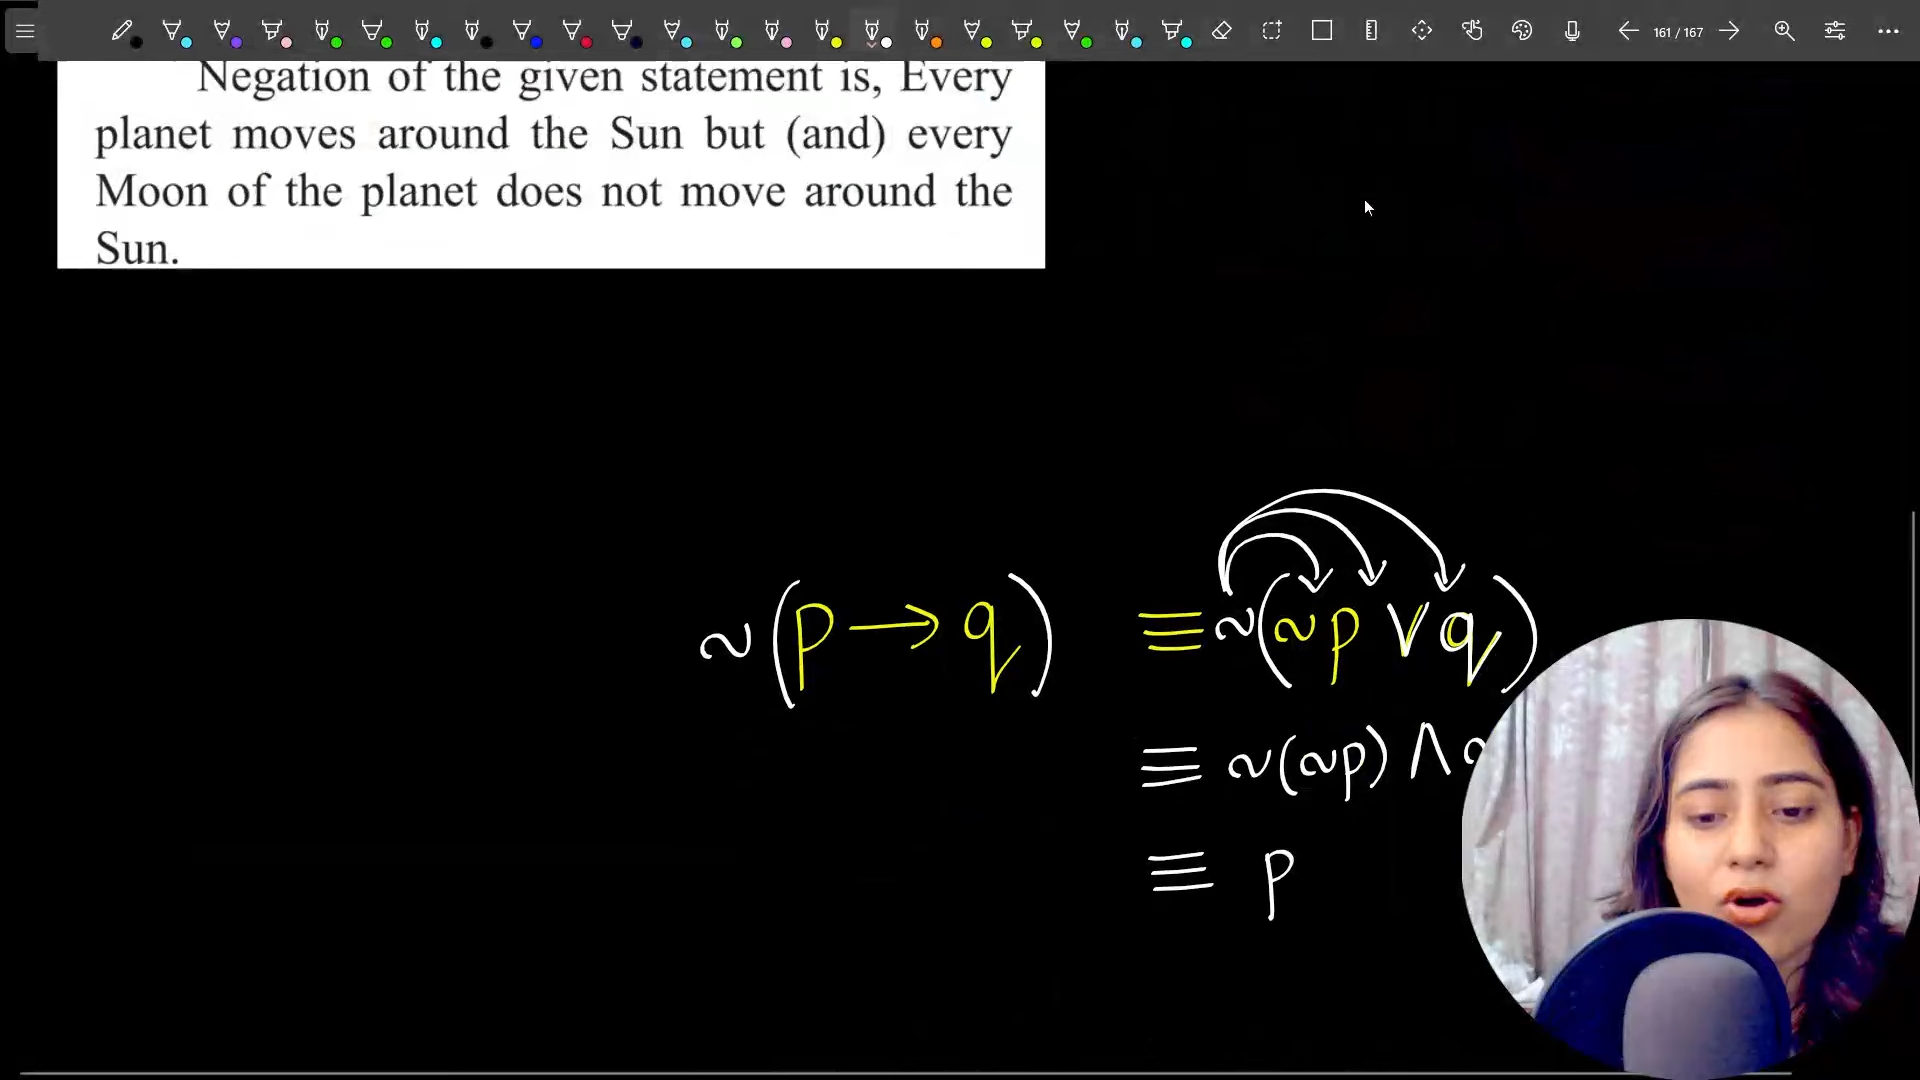 161 / 167
Negation of the given statement is, Every
planet moves around the Sun but (and) every
Moon of the planet does not move around the
Sun.
~(p → q) ≡ ~(~p ∨ q)
≡ ~(~p) ∧
≡ p